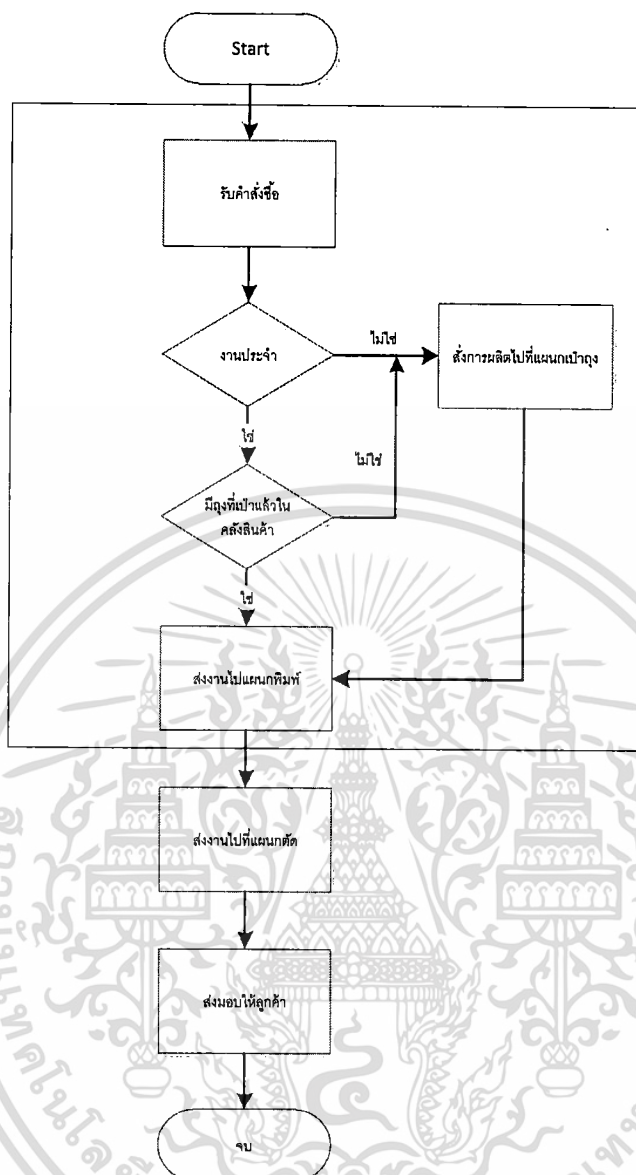 Start
รับคำสั่งซื้อ
งานประจำ
ไม่ใช่
สั่งการผลิตไปที่แผนกเป่าถุง
ใช่
ไม่ใช่
มีถุงที่เป่าแล้วใน
คลังสินค้า
ใช่
ส่งงานไปแผนกพิมพ์
ส่งงานไปที่แผนกตัด
ส่งมอบให้ลูกค้า
จบ